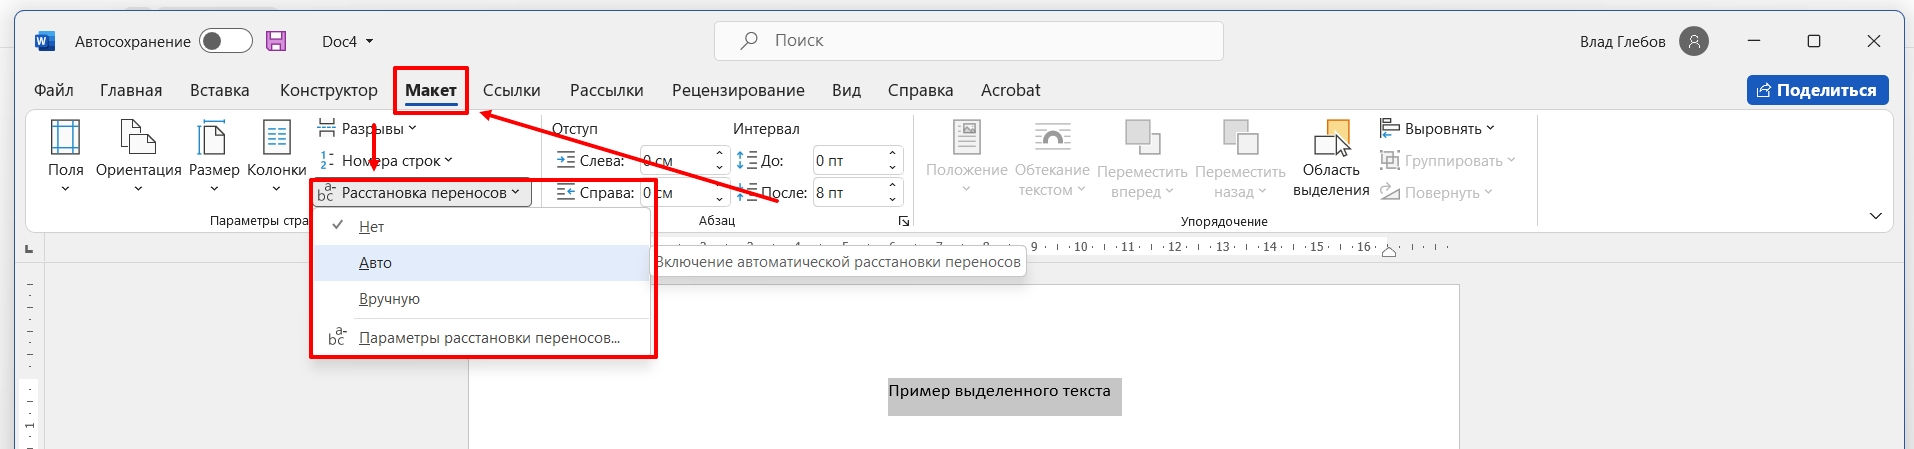 Автосохранение Doc4 Поиск Влад Глебов
Файл Главная Вставка Конструктор Макет Ссылки Рассылки Рецензирование Вид Справка Acrobat Поделиться
Поля Ориентация Размер Колонки
Разрывы
Номера строк
Расстановка переносов
Параметры стра
Отступ Интервал
Слева: 0 см До: 0 пт
Справа: 0 см После: 8 пт
Абзац
Положение Обтекание текстом Переместить вперед Переместить назад Область выделения
Выровнять
Группировать
Повернуть
Упорядочение
Нет
Авто
Вручную
Параметры расстановки переносов...
Включение автоматической расстановки переносов
9 10 11 12 13 14 15 16
1
Пример выделенного текста